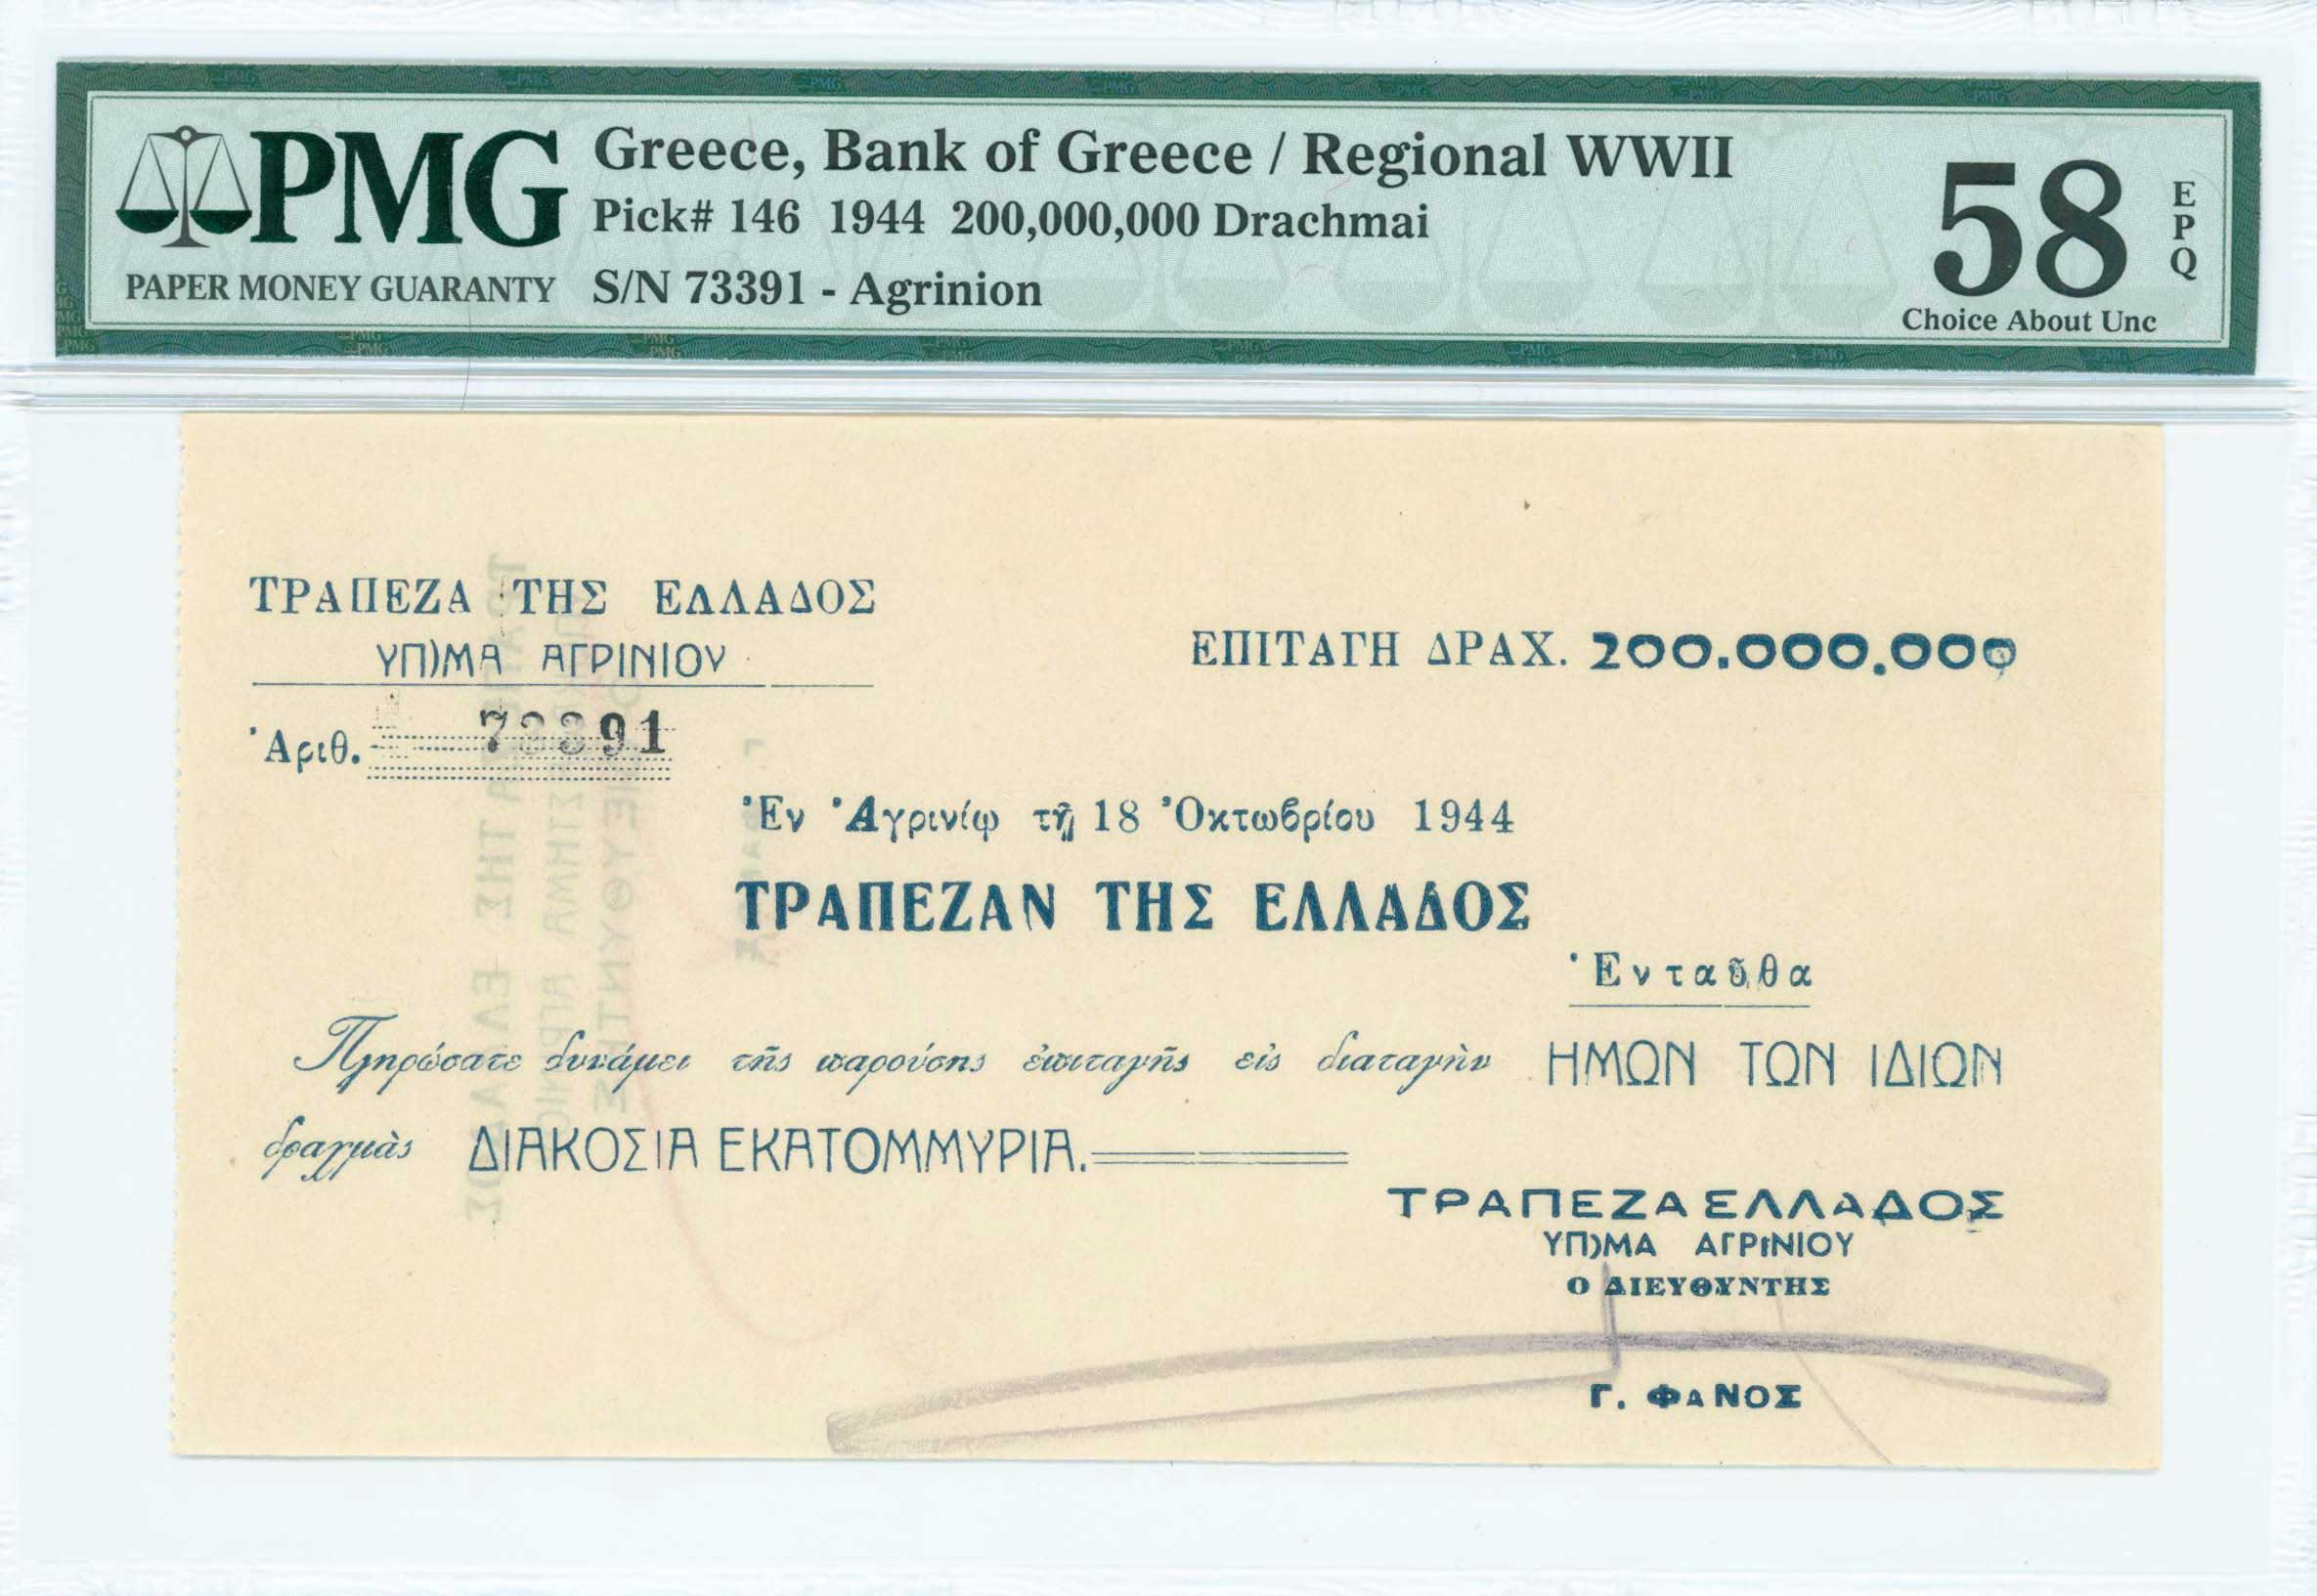 PMG
PAPER MONEY GUARANTY
Greece, Bank of Greece / Regional WWII
Pick# 146 1944 200,000,000 Drachmai
S/N 73391 - Agrinion
58
EPQ
Choice About Unc
ΤΡΑΠΕΖΑ ΤΗΣ ΕΛΛΑΔΟΣ
ΥΠ)ΜΑ ΑΓΡΙΝΙΟΥ
ΕΠΙΤΑΓΗ ΔΡΑΧ. 200.000.000
Ἀριθ. 73391
Ἐν Ἀγρινίῳ τῇ 18 Ὀκτωβρίου 1944
ΤΡΑΠΕΖΑΝ ΤΗΣ ΕΛΛΑΔΟΣ
Ἐνταῦθα
Πληρώσατε δυνάμει τῆς παρούσης ἐπιταγῆς εἰς διαταγὴν ΗΜΩΝ ΤΩΝ ΙΔΙΩΝ
δραχμὰς ΔΙΑΚΟΣΙΑ ΕΚΑΤΟΜΜΥΡΙΑ.
ΤΡΑΠΕΖΑ ΕΛΛΑΔΟΣ
ΥΠ)ΜΑ ΑΓΡΙΝΙΟΥ
Ο ΔΙΕΥΘΥΝΤΗΣ
Γ. ΦΑΝΟΣ